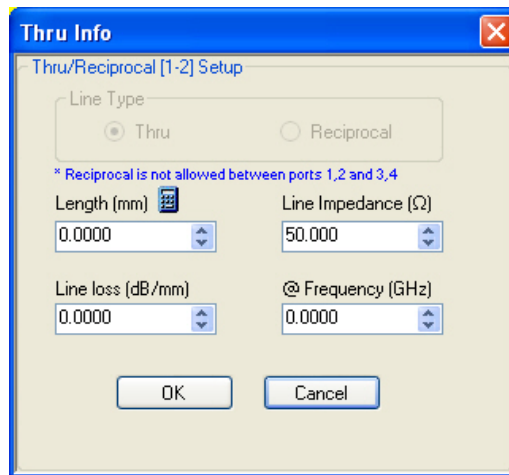 Thru Info
Thru/Reciprocal [1-2] Setup
Line Type
Thru Reciprocal
* Reciprocal is not allowed between ports 1,2 and 3,4
Length (mm) Line Impedance (Ω)
0.0000 50.000
Line loss (dB/mm) @ Frequency (GHz)
0.0000 0.0000
OK Cancel